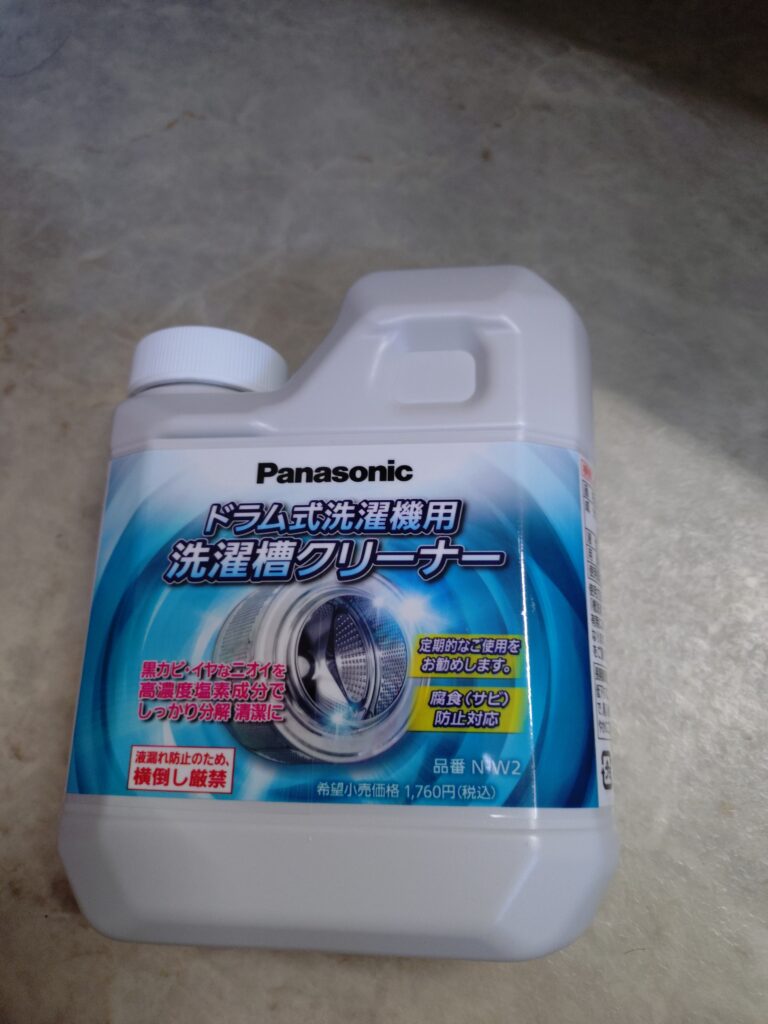 Panasonic
ドラム式洗濯機用
洗濯槽クリーナー
黒カビ・イヤなニオイを
高濃度塩素成分で
しっかり分解 清潔に
定期的なご使用を
お勧めします。
腐食〈サビ〉
防止対応
液漏れ防止のため、
横倒し厳禁
品番 N-W2
希望小売価格 1,760円(税込)